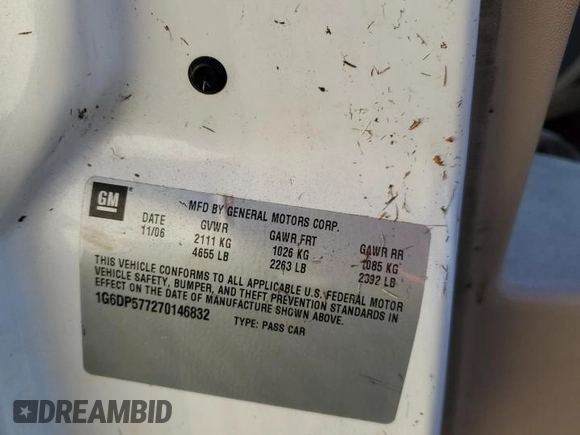 GM
MFD BY GENERAL MOTORS CORP.
DATE GVWR GAWR FRT GAWR RR
11/06 2111 KG 1026 KG 1085 KG
4655 LB 2263 LB 2392 LB
THIS VEHICLE CONFORMS TO ALL APPLICABLE U.S. FEDERAL MOTOR
VEHICLE SAFETY, BUMPER, AND THEFT PREVENTION STANDARDS IN
EFFECT ON THE DATE OF MANUFACTURE SHOWN ABOVE.
1G6DP577270146832
TYPE: PASS CAR
DREAMBID